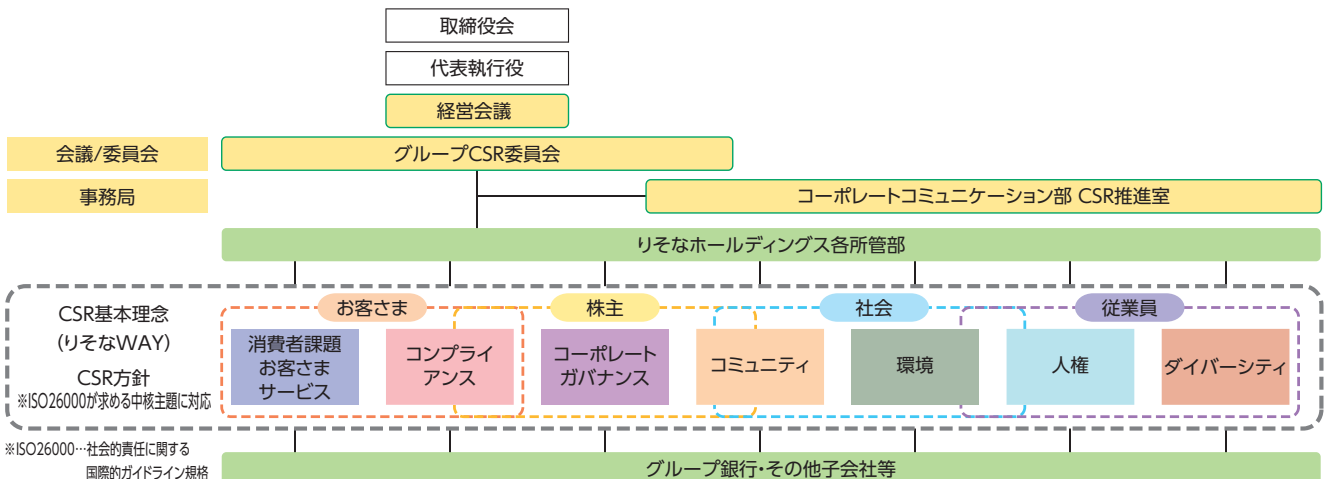 取締役会
代表執行役
経営会議
会議/委員会
グループCSR委員会
事務局
コーポレートコミュニケーション部 CSR推進室
りそなホールディングス各所管部
CSR基本理念
(りそなWAY)
CSR方針
※ISO26000が求める中核主題に対応
お客さま
株主
社会
従業員
消費者課題
お客さま
サービス
コンプライ
アンス
コーポレート
ガバナンス
コミュニティ
環境
人権
ダイバーシティ
※ISO26000…社会的責任に関する
国際的ガイドライン規格
グループ銀行・その他子会社等